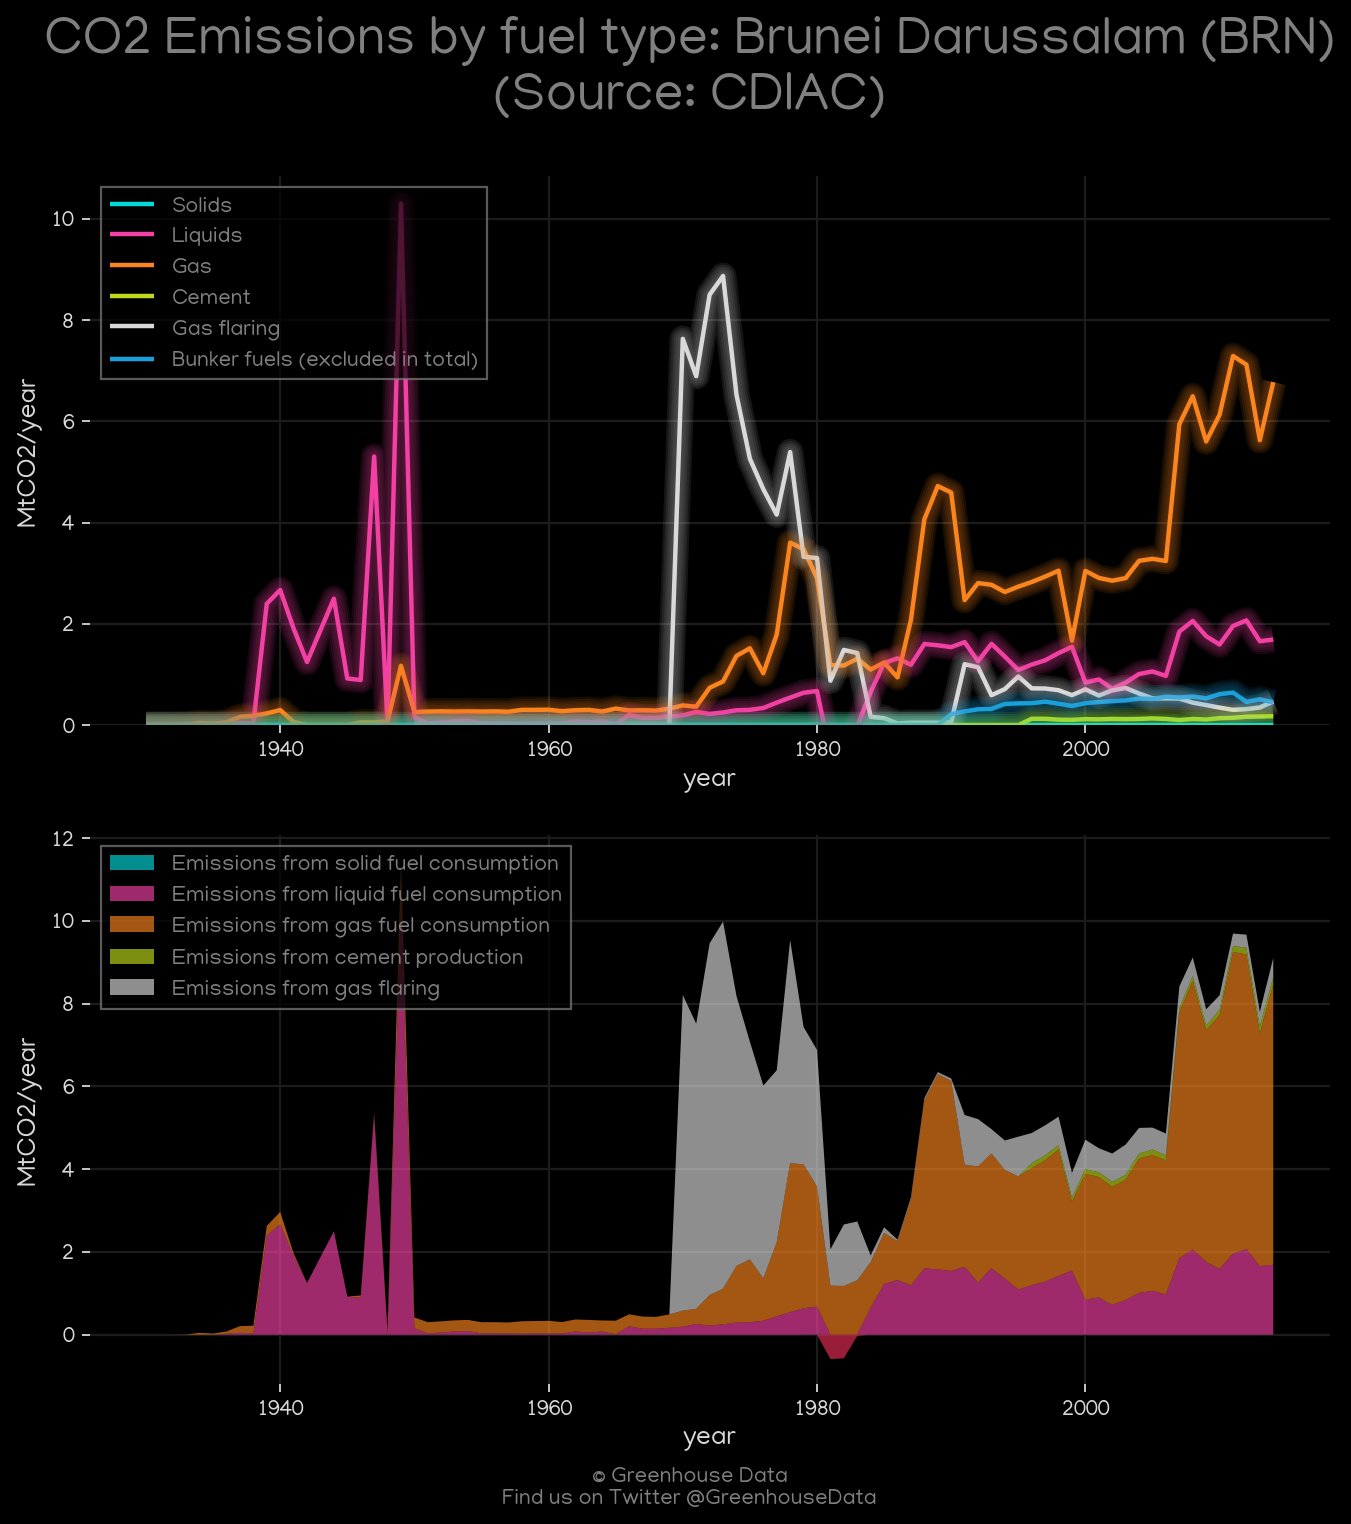 CO2 Emissions by fuel type: Brunei Darussalam (BRN)
(Source: CDIAC)
Solids
Liquids
Gas
Cement
Gas flaring
Bunker fuels (excluded in total)
10
8
6
4
2
0
MtCO2/year
1940
1960
1980
2000
year
12
10
8
6
4
2
0
Emissions from solid fuel consumption
Emissions from liquid fuel consumption
Emissions from gas fuel consumption
Emissions from cement production
Emissions from gas flaring
MtCO2/year
1940
1960
1980
2000
year
© Greenhouse Data
Find us on Twitter @GreenhouseData